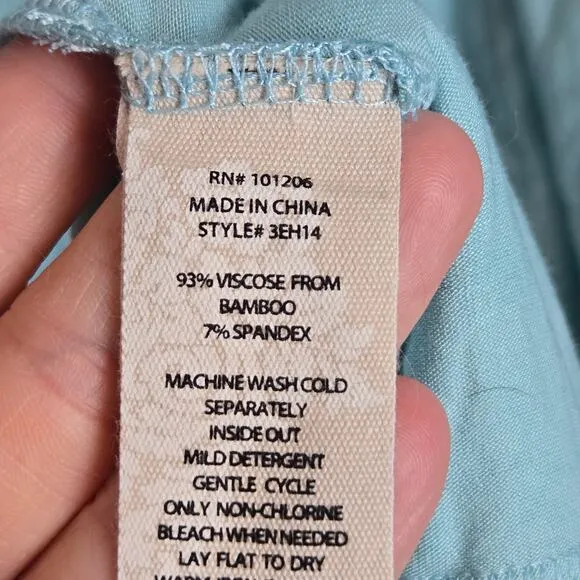 RN# 101206
MADE IN CHINA
STYLE# 3EH14
93% VISCOSE FROM
BAMBOO
7% SPANDEX
MACHINE WASH COLD
SEPARATELY
INSIDE OUT
MILD DETERGENT
GENTLE CYCLE
ONLY NON-CHLORINE
BLEACH WHEN NEEDED
LAY FLAT TO DRY